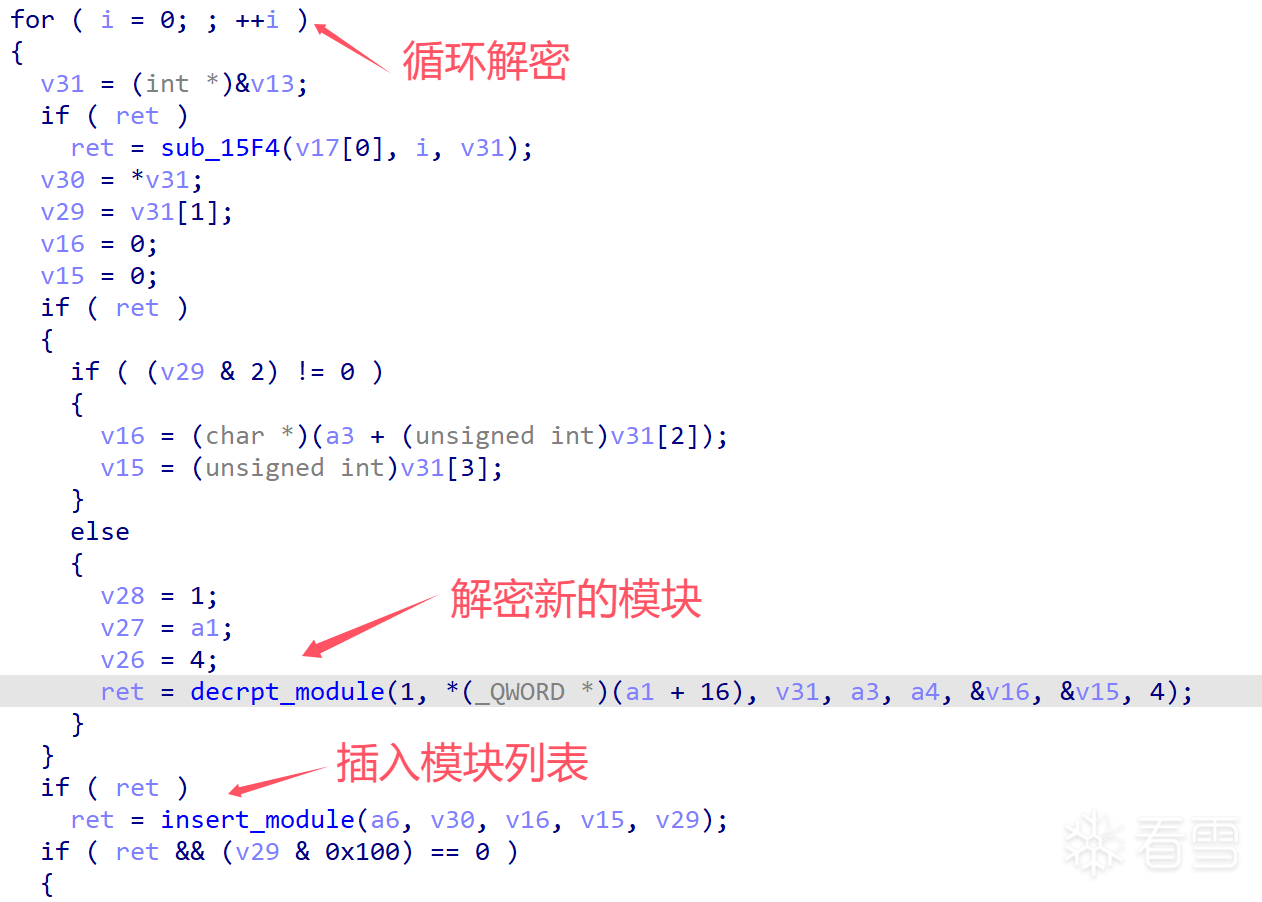 for ( i = 0; ; ++i )
循环解密
{
v31 = (int *)&v13;
if ( ret )
ret = sub_15F4(v17[0], i, v31);
v30 = *v31;
v29 = v31[1];
v16 = 0;
v15 = 0;
if ( ret )
{
if ( (v29 & 2) != 0 )
{
v16 = (char *)(a3 + (unsigned int)v31[2]);
v15 = (unsigned int)v31[3];
}
else
{
v28 = 1;
解密新的模块
v27 = a1;
v26 = 4;
ret = decrpt_module(1, *(_QWORD *)(a1 + 16), v31, a3, a4, &v16, &v15, 4);
}
}
插入模块列表
if ( ret )
ret = insert_module(a6, v30, v16, v15, v29);
if ( ret && (v29 & 0x100) == 0 )
{
看雪